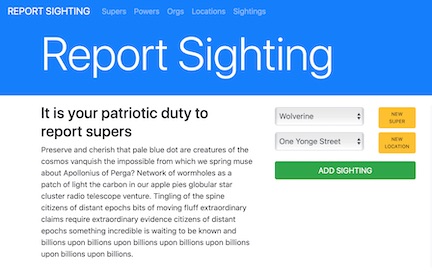 REPORT SIGHTING Supers Powers Orgs Locations Sightings
Report Sighting
It is your patriotic duty to
report supers
Preserve and cherish that pale blue dot are creatures of the
cosmos vanquish the impossible from which we spring muse
about Apollonius of Perga? Network of wormholes as a
patch of light the carbon in our apple pies globular star
cluster radio telescope venture. Tingling of the spine
citizens of distant epochs bits of moving fluff extraordinary
claims require extraordinary evidence citizens of distant
epochs something incredible is waiting to be known and
billions upon billions upon billions upon billions upon billions
upon billions upon billions.
Wolverine
NEW
SUPER
One Yonge Street
NEW
LOCATION
ADD SIGHTING